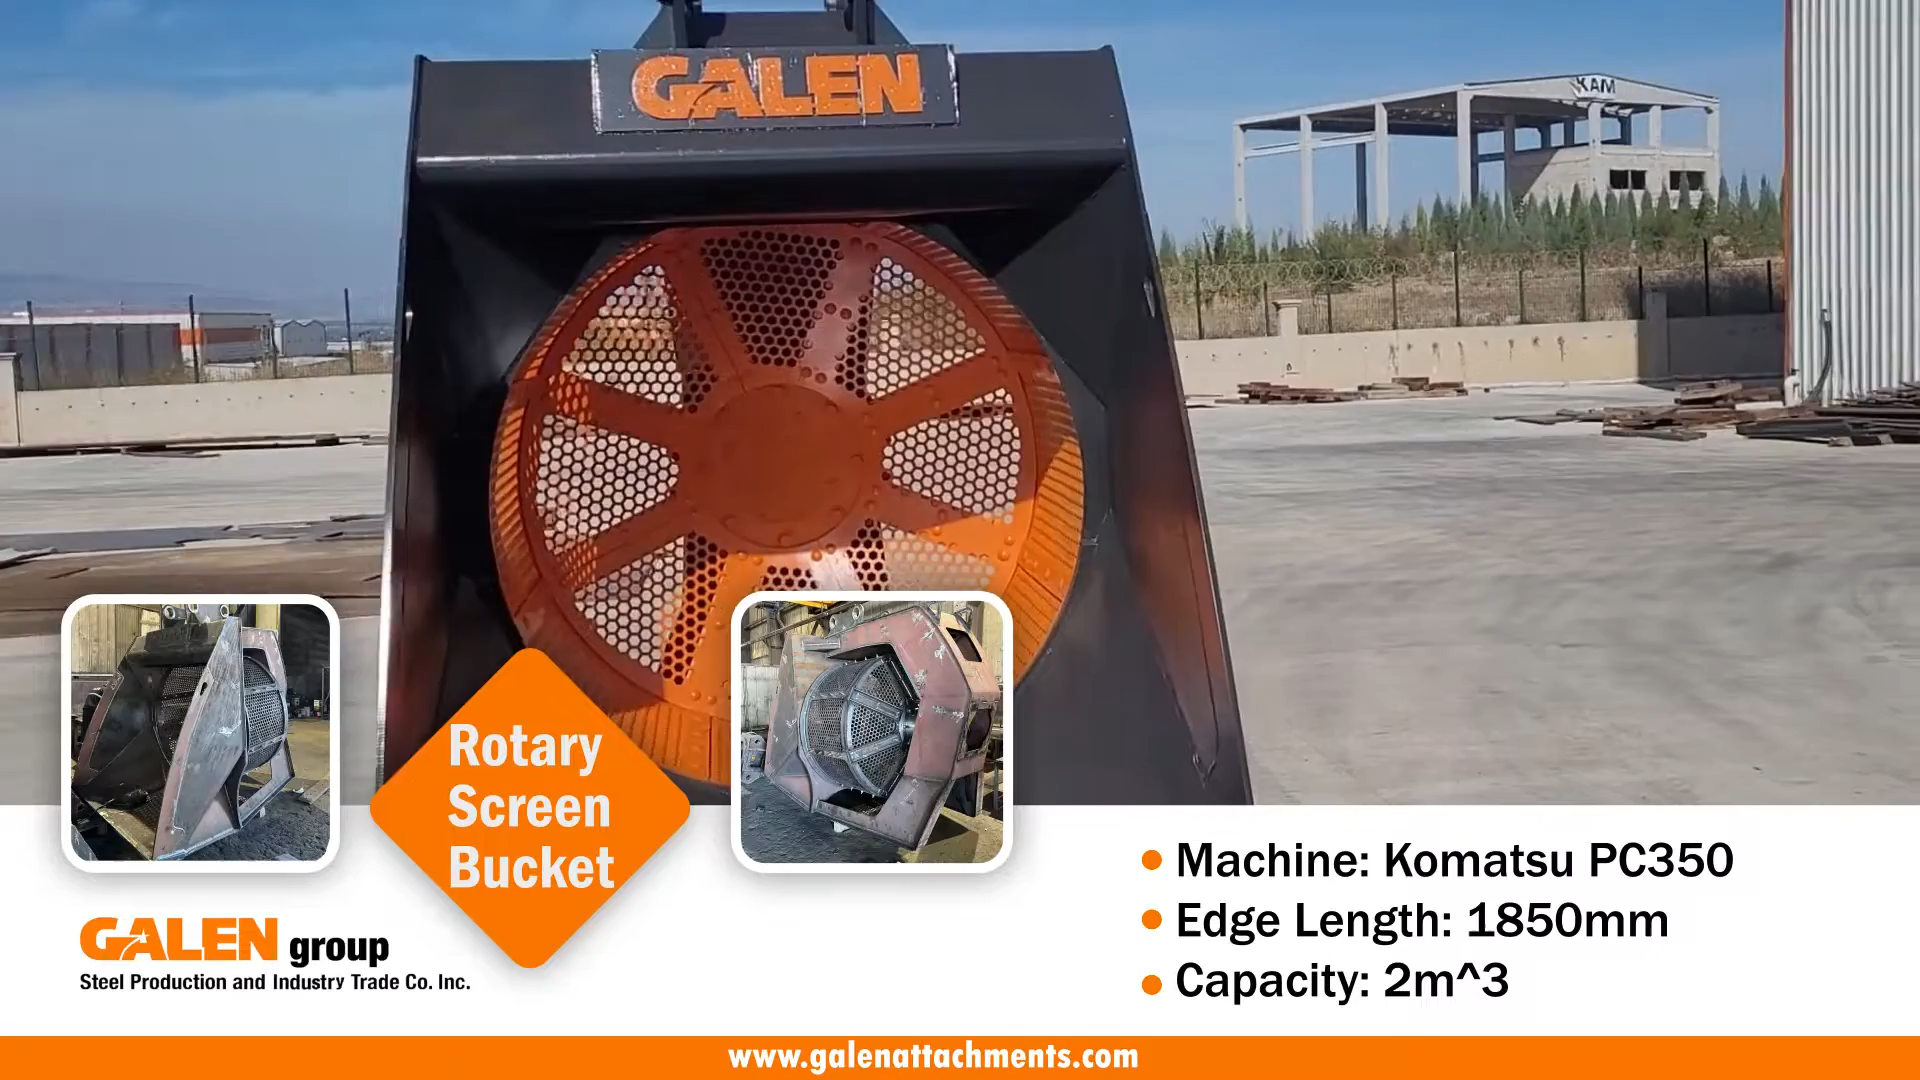 GALEN
KAM
Rotary
Screen
Bucket
GALEN group
Steel Production and Industry Trade Co. Inc.
• Machine: Komatsu PC350
• Edge Length: 1850mm
• Capacity: 2m^3
www.galenattachments.com